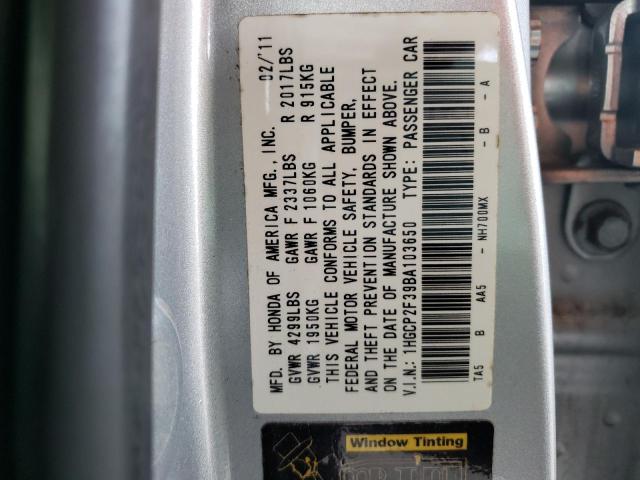 MFD. BY HONDA OF AMERICA MFG., INC. 02/'11
GVWR 4299LBS GAWR F 2337LBS R 2017LBS
GVWR 1950KG GAWR F 1060KG R 915KG
THIS VEHICLE CONFORMS TO ALL APPLICABLE
FEDERAL MOTOR VEHICLE SAFETY, BUMPER,
AND THEFT PREVENTION STANDARDS IN EFFECT
ON THE DATE OF MANUFACTURE SHOWN ABOVE.
V.I.N.: 1HGCP2F39BA103650 TYPE: PASSENGER CAR
TA5 B AA5 - NH700MX - B - A
Window Tinting